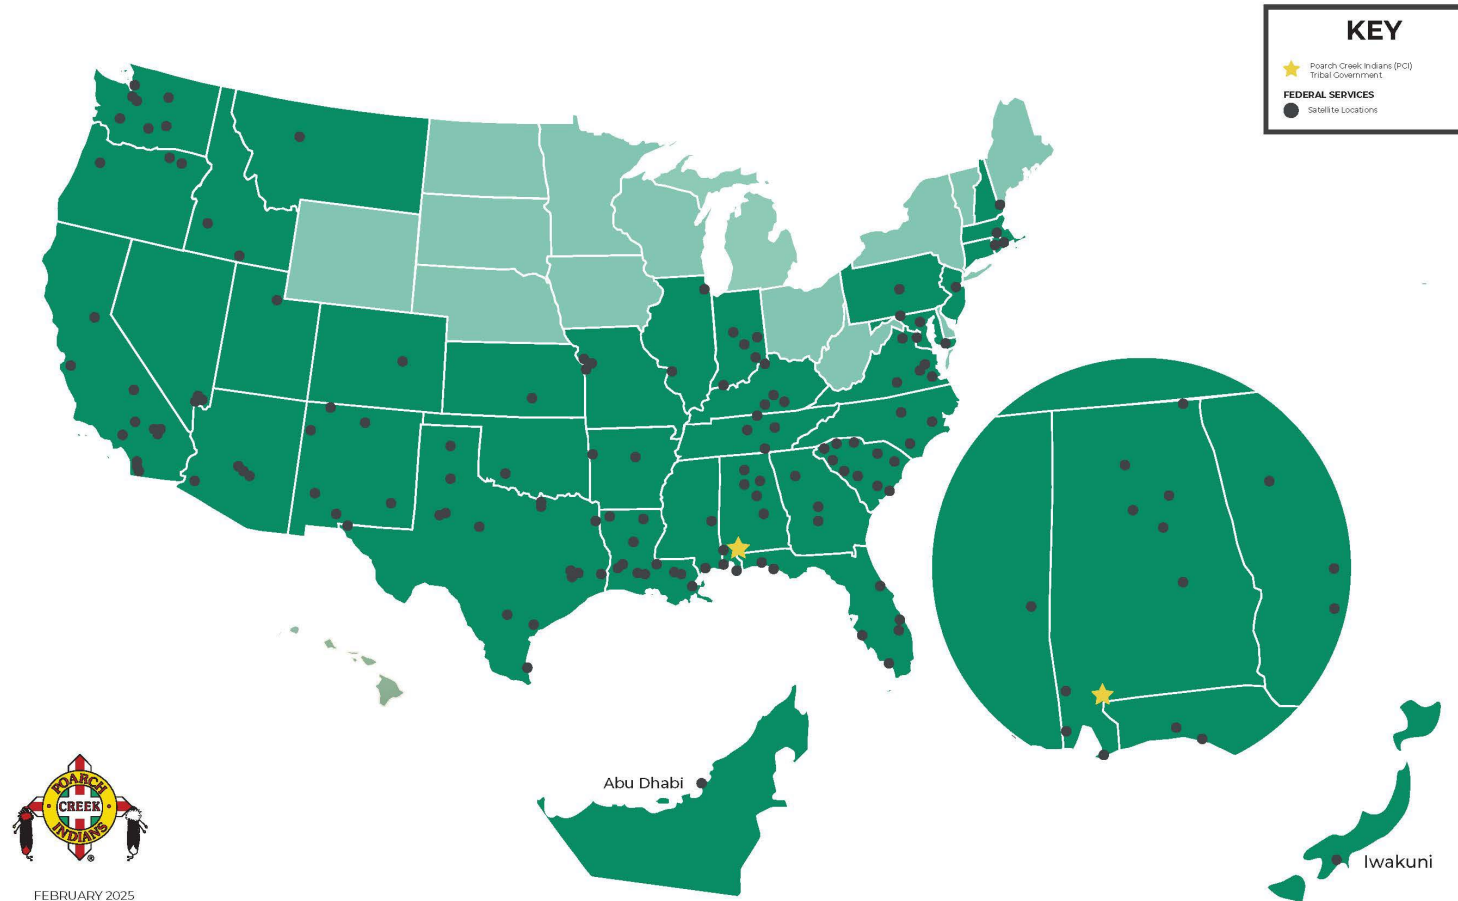 KEY
Poarch Creek Indians (PCI)
Tribal Government
FEDERAL SERVICES
Satellite Locations
Abu Dhabi
Iwakuni
POARCH
CREEK
INDIANS
®
FEBRUARY 2025